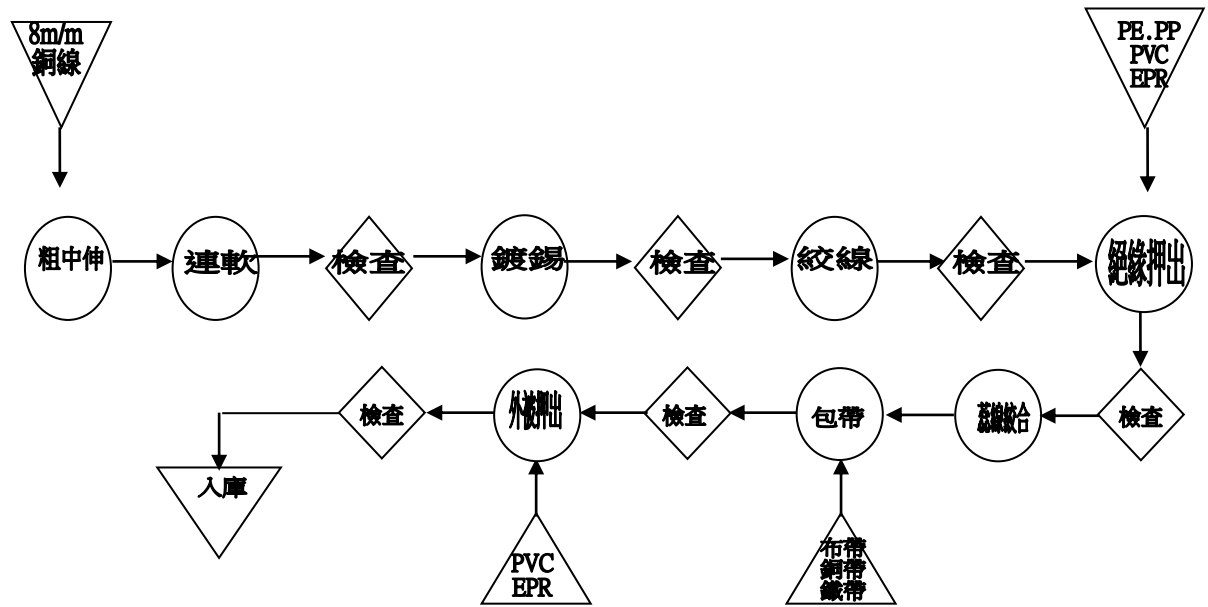 8m/m
銅線
PE.PP
PVC
EPR
粗中伸
連軟
檢查
鍍錫
檢查
絞線
檢查
絕緣押出
檢查
蕊線絞合
包帶
檢查
外被押出
檢查
入庫
PVC
EPR
布帶
銅帶
鐵帶